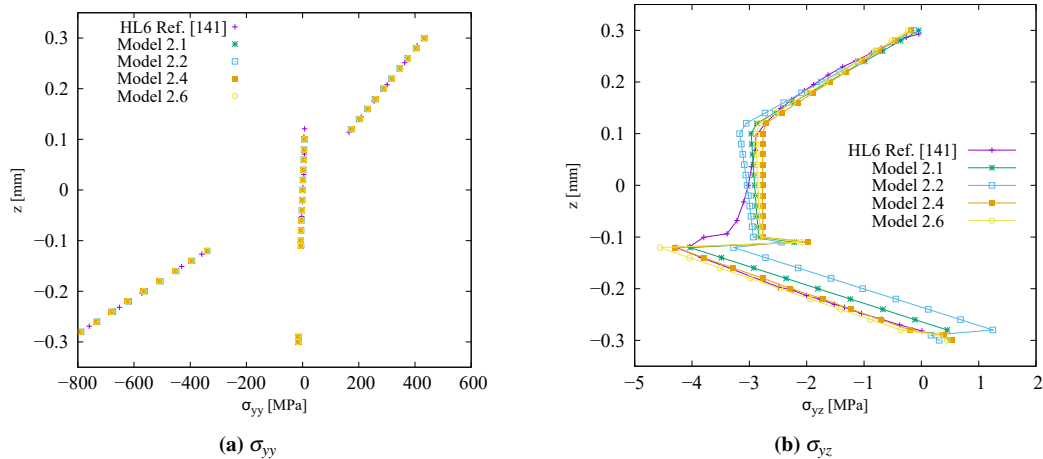 HL6 Ref. [141]
Model 2.1
Model 2.2
Model 2.4
Model 2.6
0.3
0.2
0.1
0
−0.1
−0.2
−0.3
z [mm]
−800 −600 −400 −200 0 200 400 600
σyy [MPa]
(a) σyy
HL6 Ref. [141]
Model 2.1
Model 2.2
Model 2.4
Model 2.6
0.3
0.2
0.1
0
−0.1
−0.2
−0.3
z [mm]
−5 −4 −3 −2 −1 0 1 2
σyz [MPa]
(b) σyz